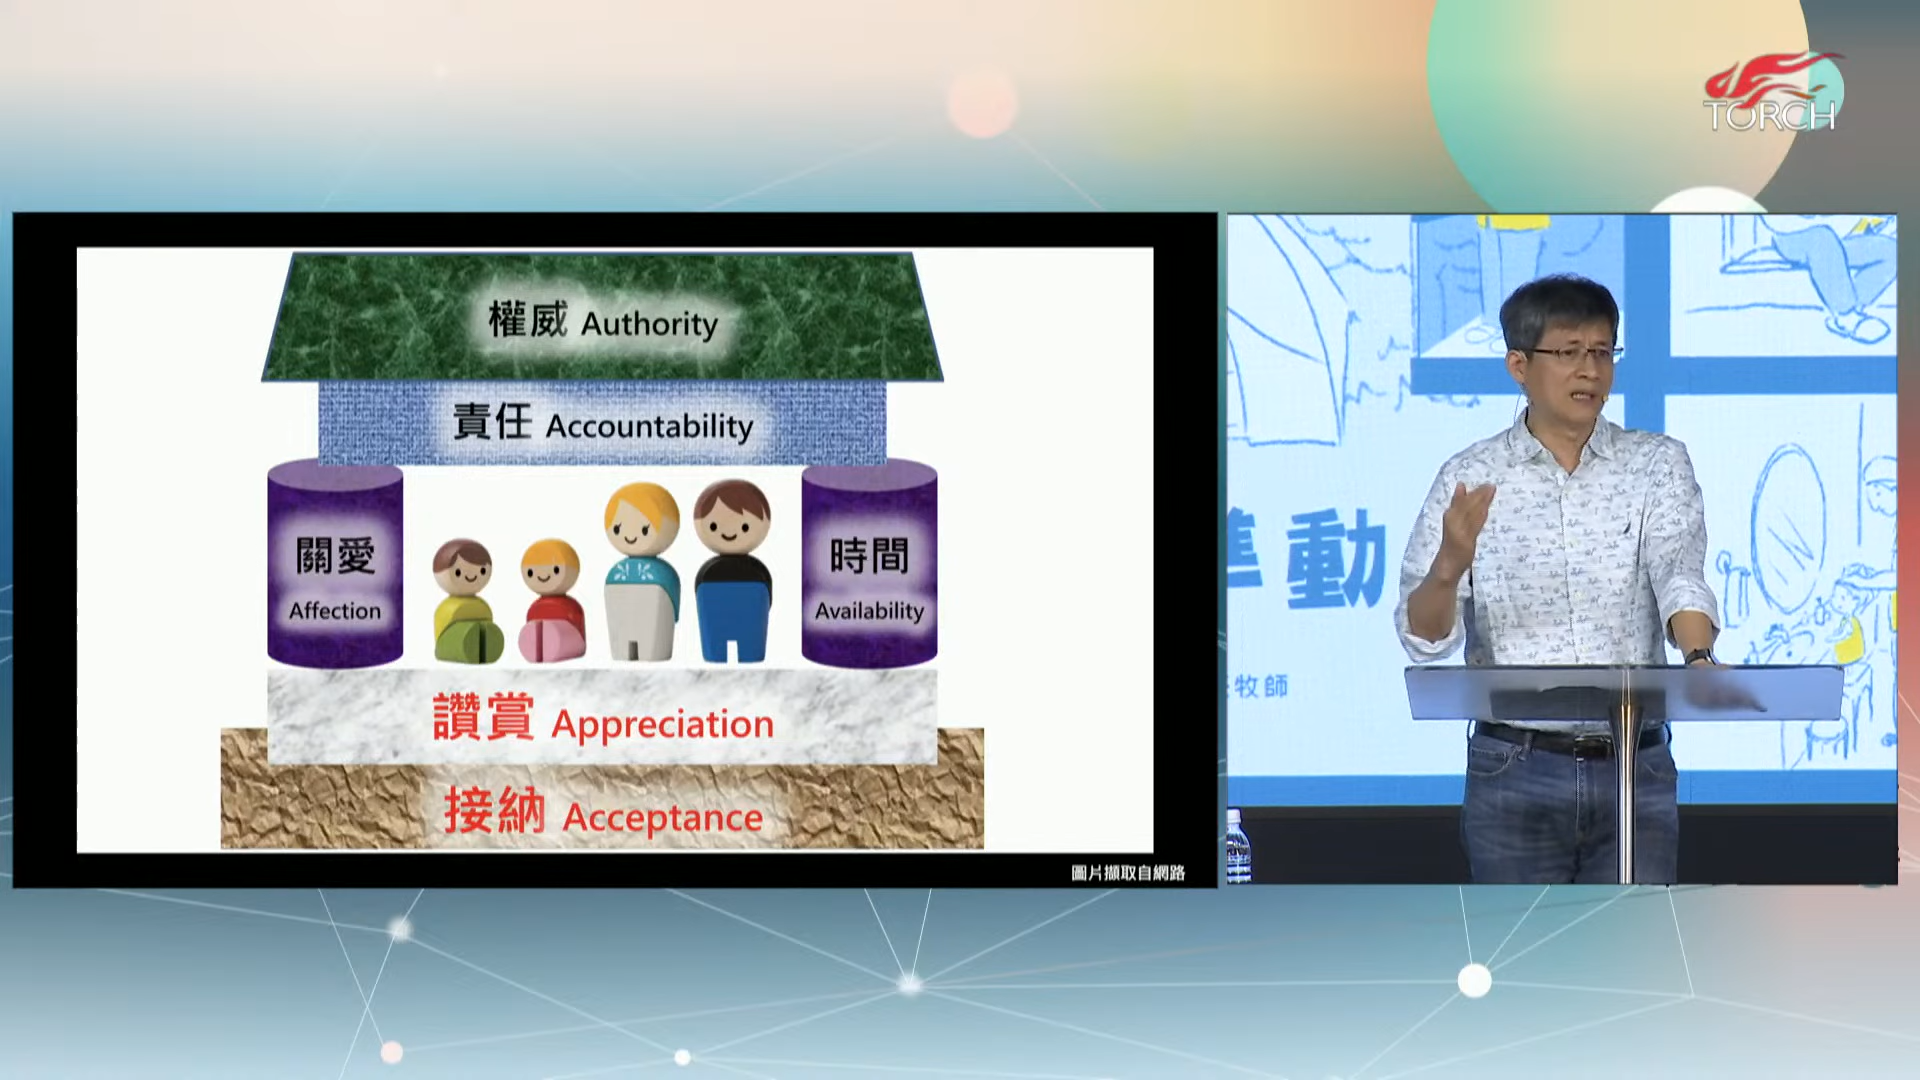 TORCH
權威 Authority
責任 Accountability
關愛
Affection
時間
Availability
讚賞 Appreciation
接納 Acceptance
圖片擷取自網路
準動
牧師